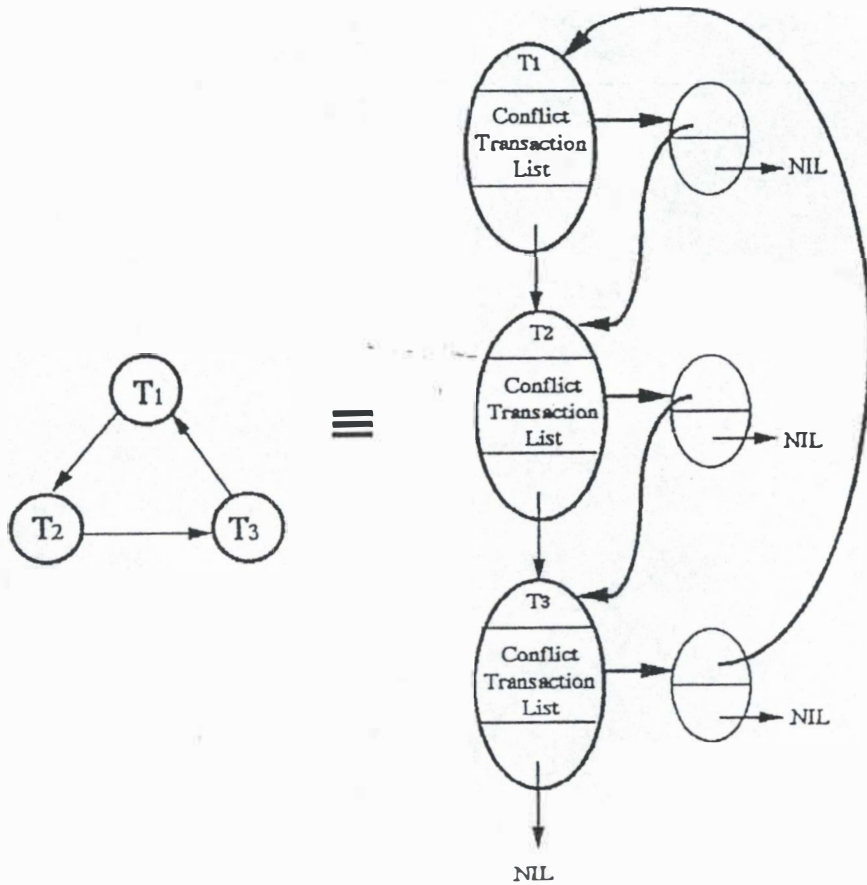 T1
T2
T3
≡
T1
Conflict
Transaction
List
NIL
T2
Conflict
Transaction
List
NIL
T3
Conflict
Transaction
List
NIL
NIL